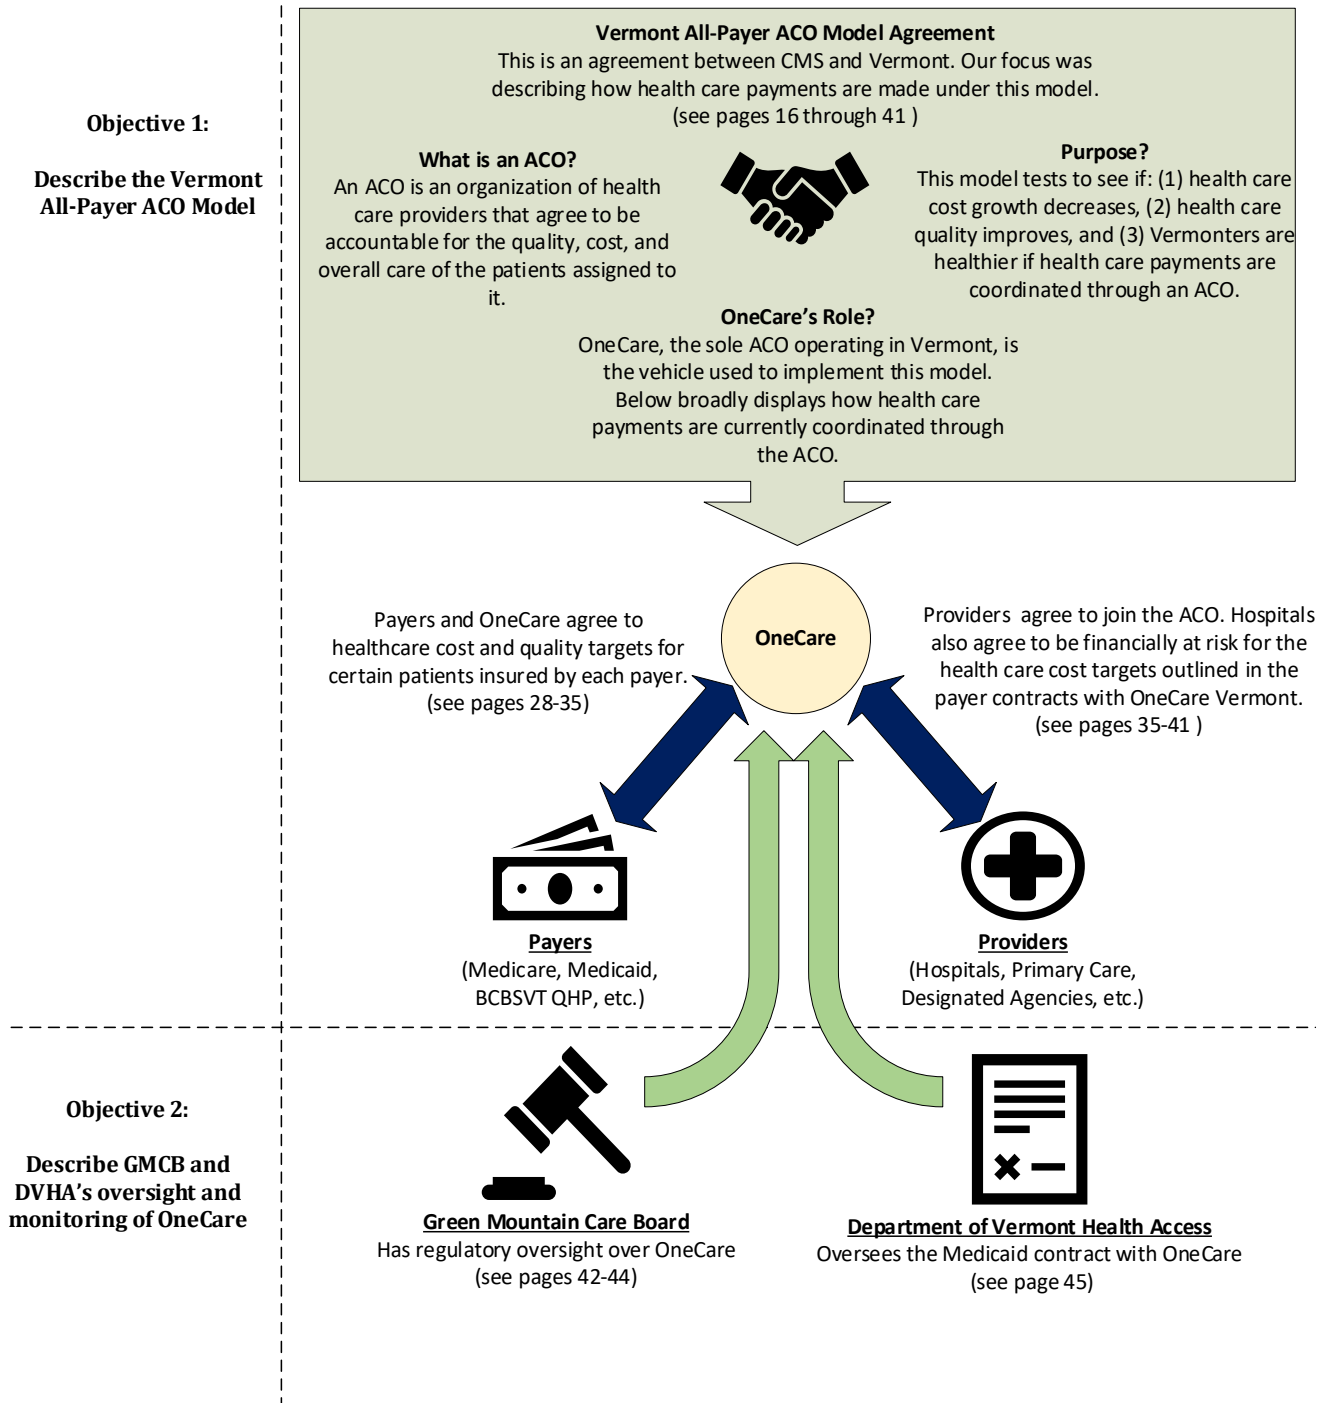 Objective 1:
Describe the Vermont
All-Payer ACO Model
Vermont All-Payer ACO Model Agreement
This is an agreement between CMS and Vermont. Our focus was
describing how health care payments are made under this model.
(see pages 16 through 41 )
What is an ACO?
An ACO is an organization of health
care providers that agree to be
accountable for the quality, cost, and
overall care of the patients assigned to
it.
Purpose?
This model tests to see if: (1) health care
cost growth decreases, (2) health care
quality improves, and (3) Vermonters are
healthier if health care payments are
coordinated through an ACO.
OneCare’s Role?
OneCare, the sole ACO operating in Vermont, is
the vehicle used to implement this model.
Below broadly displays how health care
payments are currently coordinated through
the ACO.
Payers and OneCare agree to
healthcare cost and quality targets for
certain patients insured by each payer.
(see pages 28-35)
OneCare
Providers agree to join the ACO. Hospitals
also agree to be financially at risk for the
health care cost targets outlined in the
payer contracts with OneCare Vermont.
(see pages 35-41 )
Payers
(Medicare, Medicaid,
BCBSVT QHP, etc.)
Providers
(Hospitals, Primary Care,
Designated Agencies, etc.)
Objective 2:
Describe GMCB and
DVHA’s oversight and
monitoring of OneCare
Green Mountain Care Board
Has regulatory oversight over OneCare
(see pages 42-44)
Department of Vermont Health Access
Oversees the Medicaid contract with OneCare
(see page 45)